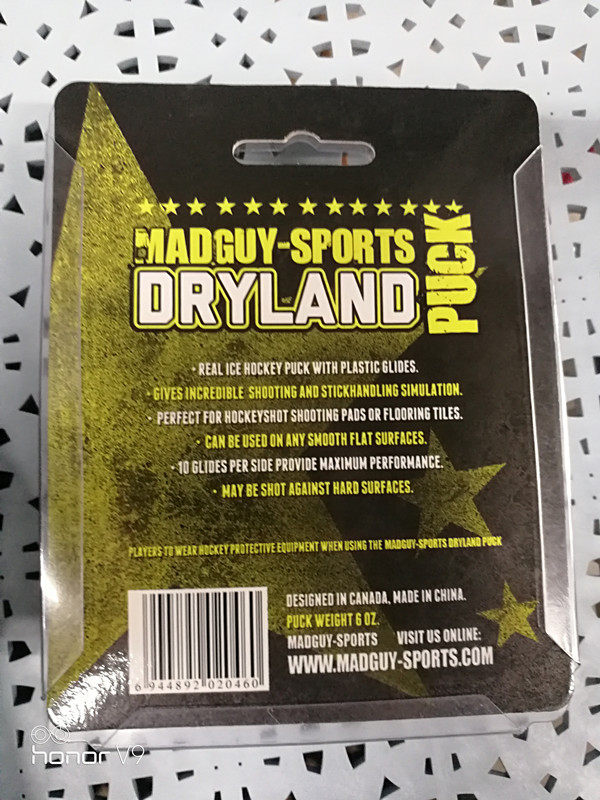 MADGUY-SPORTS
DRYLAND
PUCK
• REAL ICE HOCKEY PUCK WITH PLASTIC GLIDES.
• GIVES INCREDIBLE SHOOTING AND STICKHANDLING SIMULATION.
• PERFECT FOR HOCKEYSHOT SHOOTING PADS OR FLOORING TILES.
• CAN BE USED ON ANY SMOOTH FLAT SURFACES.
• 10 GLIDES PER SIDE PROVIDE MAXIMUM PERFORMANCE.
• MAY BE SHOT AGAINST HARD SURFACES.
PLAYERS TO WEAR HOCKEY PROTECTIVE EQUIPMENT WHEN USING THE MADGUY-SPORTS DRYLAND PUCK
DESIGNED IN CANADA, MADE IN CHINA.
PUCK WEIGHT 6 OZ.
MADGUY-SPORTS VISIT US ONLINE:
WWW.MADGUY-SPORTS.COM
6 944892 020460
honor V9